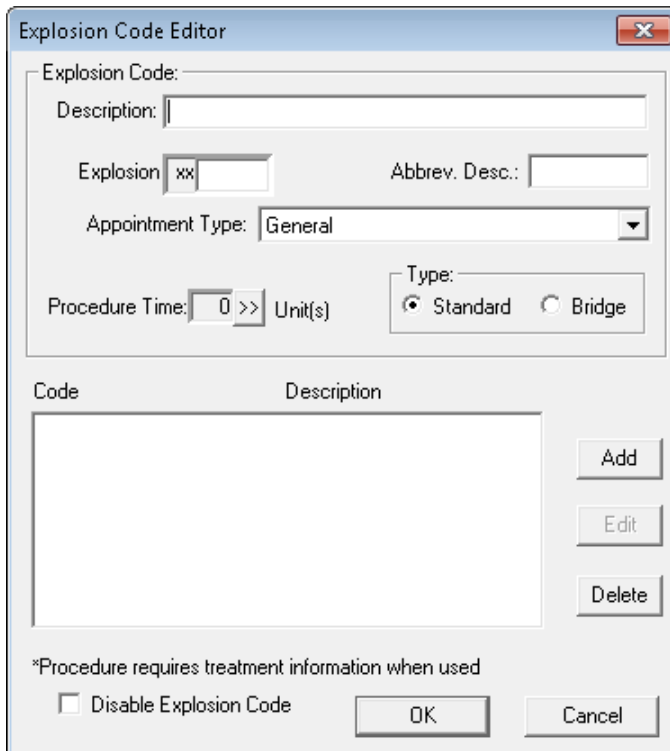 Explosion Code Editor
Explosion Code:
Description:
Explosion xx Abbrev. Desc.:
Appointment Type: General
Type:
Procedure Time: 0 >> Unit(s) Standard Bridge
Code Description
Add
Edit
Delete
*Procedure requires treatment information when used
Disable Explosion Code OK Cancel